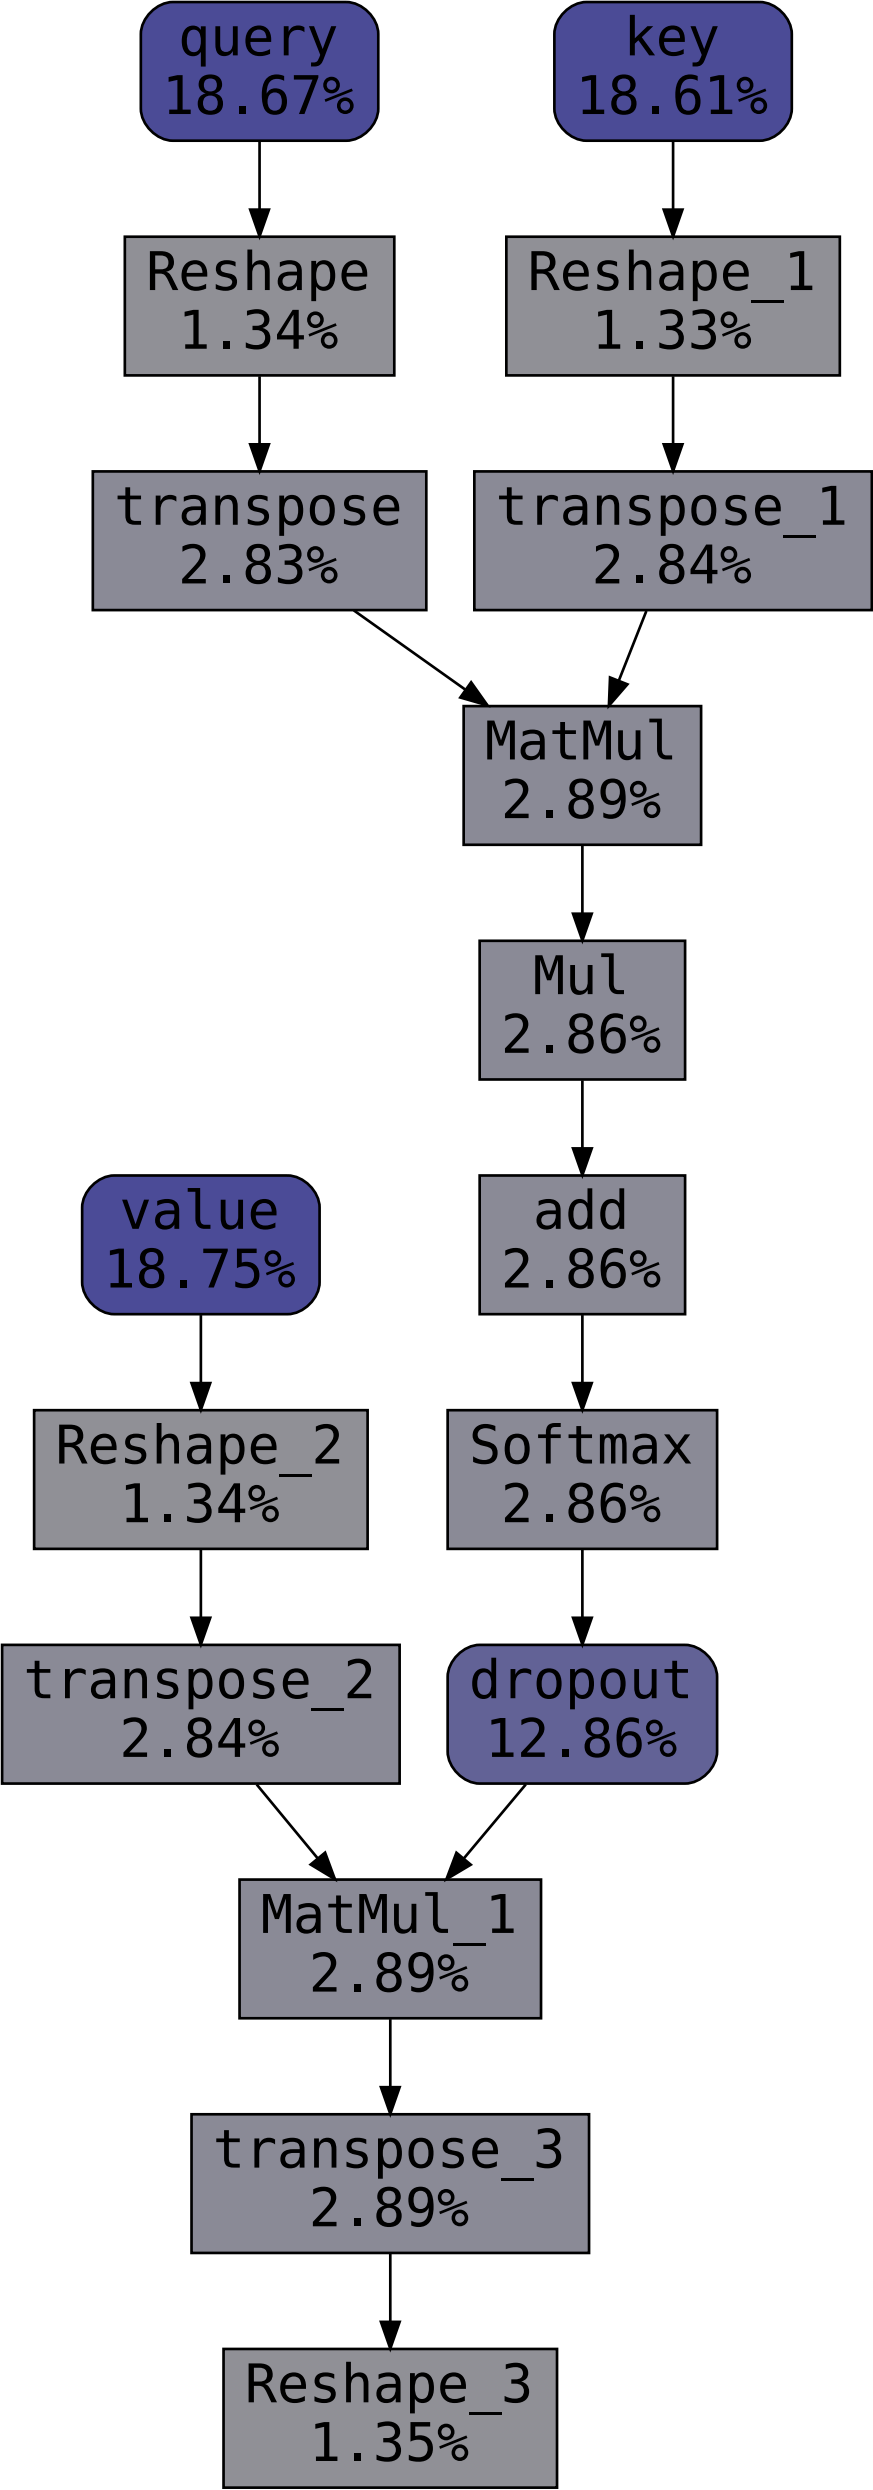 query
18.67%
key
18.61%
Reshape
1.34%
Reshape_1
1.33%
transpose
2.83%
transpose_1
2.84%
MatMul
2.89%
Mul
2.86%
value
18.75%
add
2.86%
Reshape_2
1.34%
Softmax
2.86%
transpose_2
2.84%
dropout
12.86%
MatMul_1
2.89%
transpose_3
2.89%
Reshape_3
1.35%